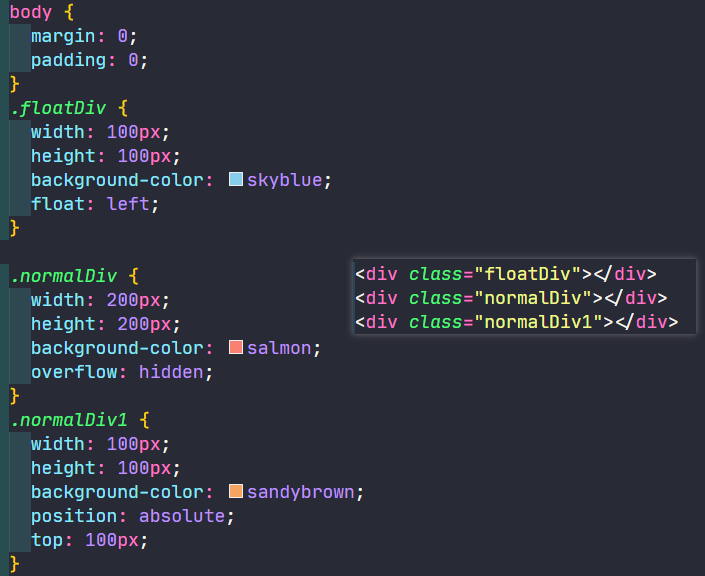 body {
margin: 0;
padding: 0;
}
.floatDiv {
width: 100px;
height: 100px;
background-color: skyblue;
float: left;
}
.normalDiv {
width: 200px;
height: 200px;
background-color: salmon;
overflow: hidden;
}
.normalDiv1 {
width: 100px;
height: 100px;
background-color: sandybrown;
position: absolute;
top: 100px;
}
<div class="floatDiv"></div>
<div class="normalDiv"></div>
<div class="normalDiv1"></div>